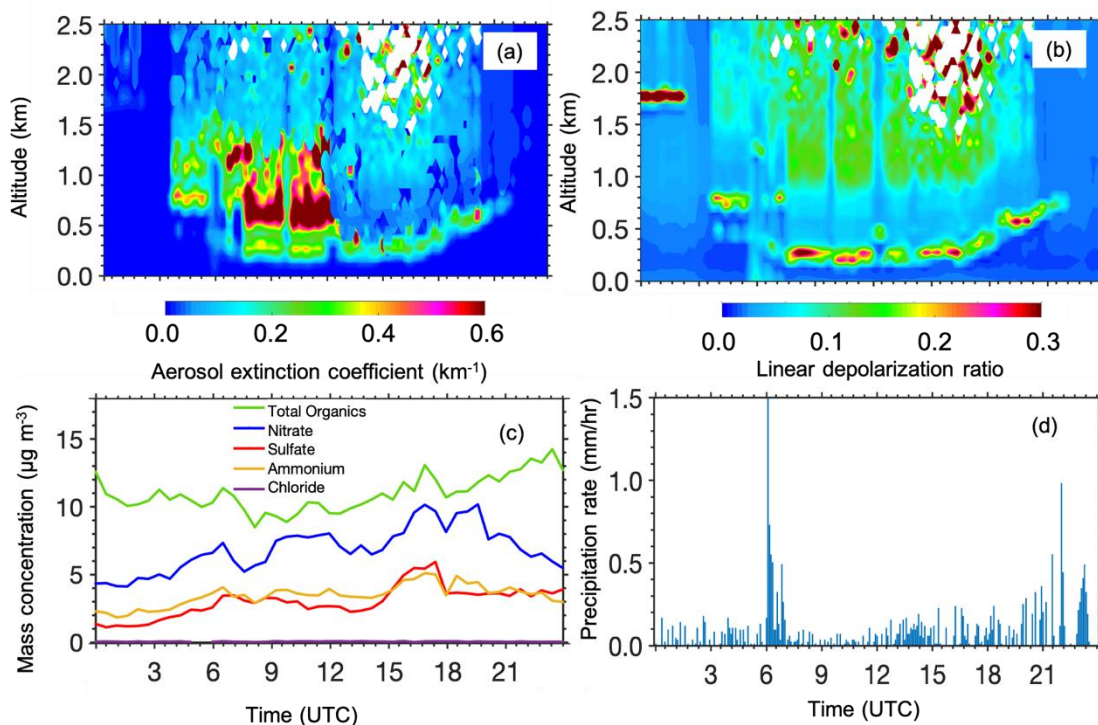 (a)
Altitude (km)
2.5
2.0
1.5
1.0
0.5
0.0
(b)
Altitude (km)
2.5
2.0
1.5
1.0
0.5
0.0
0.0 0.2 0.4 0.6
Aerosol extinction coefficient (km⁻¹)
0.0 0.1 0.2 0.3
Linear depolarization ratio
(c)
Mass concentration (µg m⁻³)
15
10
5
0
Total Organics
Nitrate
Sulfate
Ammonium
Chloride
3 6 9 12 15 18 21
Time (UTC)
(d)
Precipitation rate (mm/hr)
1.5
1.0
0.5
0.0
3 6 9 12 15 18 21
Time (UTC)